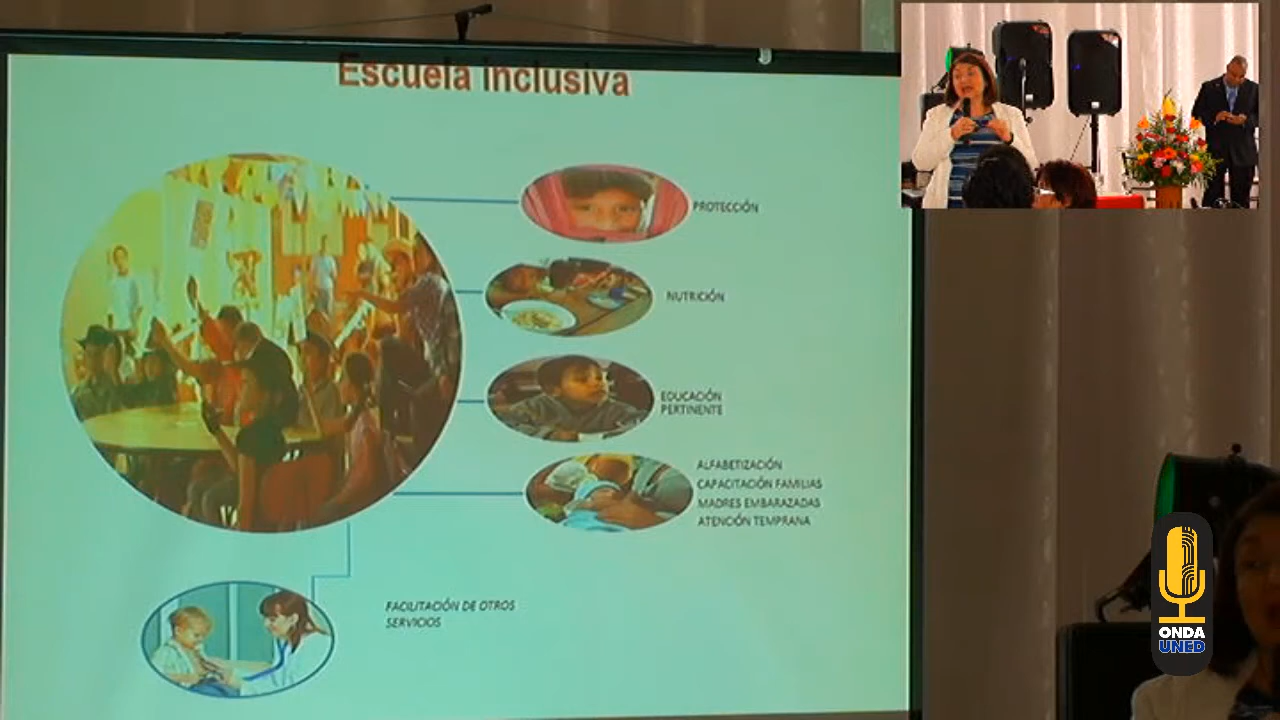 Escuela inclusiva
PROTECCIÓN
NUTRICIÓN
EDUCACIÓN
PERTINENTE
ALFABETIZACIÓN
CAPACITACIÓN FAMILIAS
MADRES EMBARAZADAS
ATENCIÓN TEMPRANA
FACILITACIÓN DE OTROS
SERVICIOS
ONDA
UNED